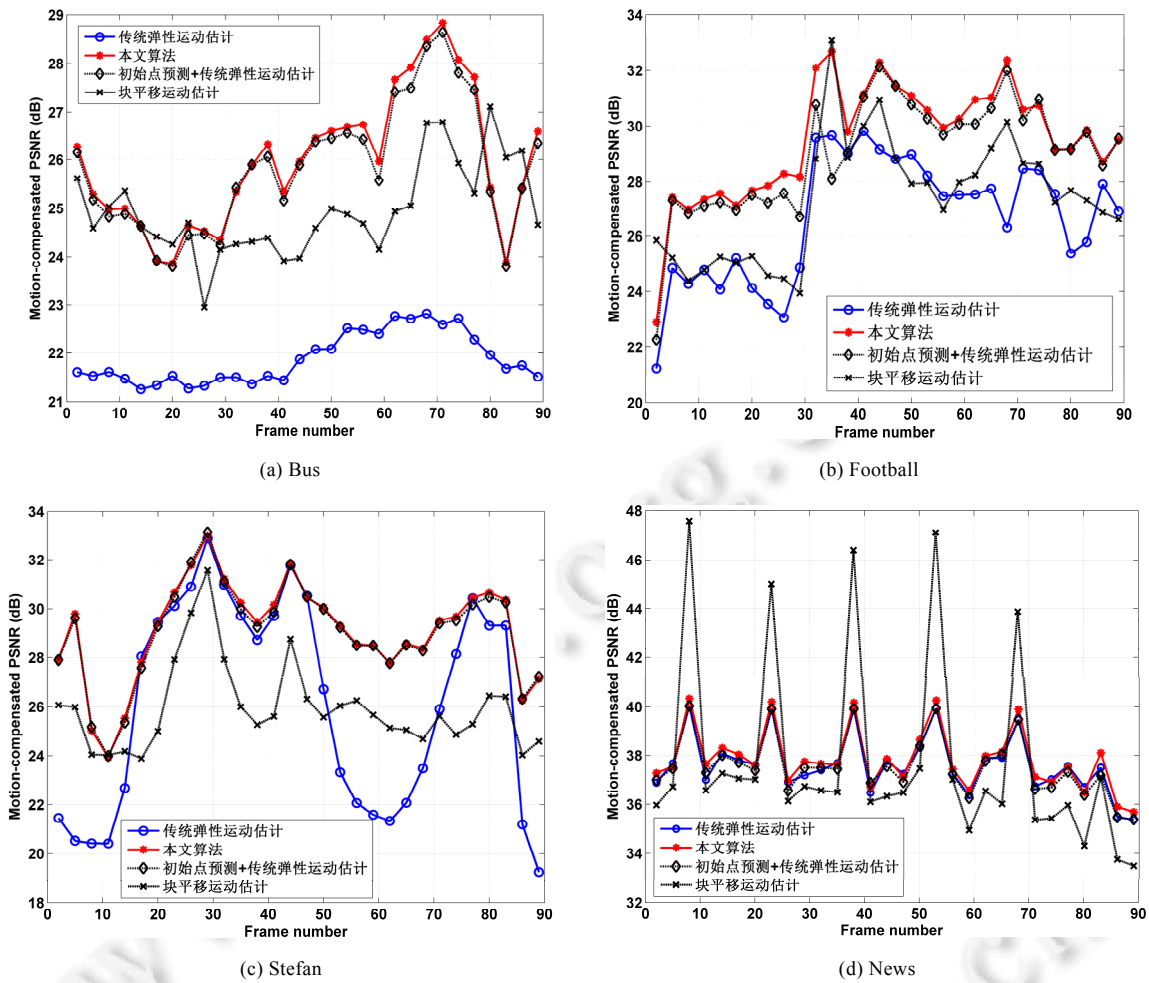 29
28
27
26
25
24
23
22
21
Motion-compensated PSNR (dB)
传统弹性运动估计
本文算法
初始点预测+传统弹性运动估计
块平移运动估计
0 10 20 30 40 50 60 70 80 90
Frame number
(a) Bus
34
32
30
28
26
24
22
20
Motion-compensated PSNR (dB)
传统弹性运动估计
本文算法
初始点预测+传统弹性运动估计
块平移运动估计
0 10 20 30 40 50 60 70 80 90
Frame number
(b) Football
34
32
30
28
26
24
22
20
18
Motion-compensated PSNR (dB)
传统弹性运动估计
本文算法
初始点预测+传统弹性运动估计
块平移运动估计
0 10 20 30 40 50 60 70 80 90
Frame number
(c) Stefan
48
46
44
42
40
38
36
34
32
Motion-compensated PSNR (dB)
传统弹性运动估计
本文算法
初始点预测+传统弹性运动估计
块平移运动估计
0 10 20 30 40 50 60 70 80 90
Frame number
(d) News